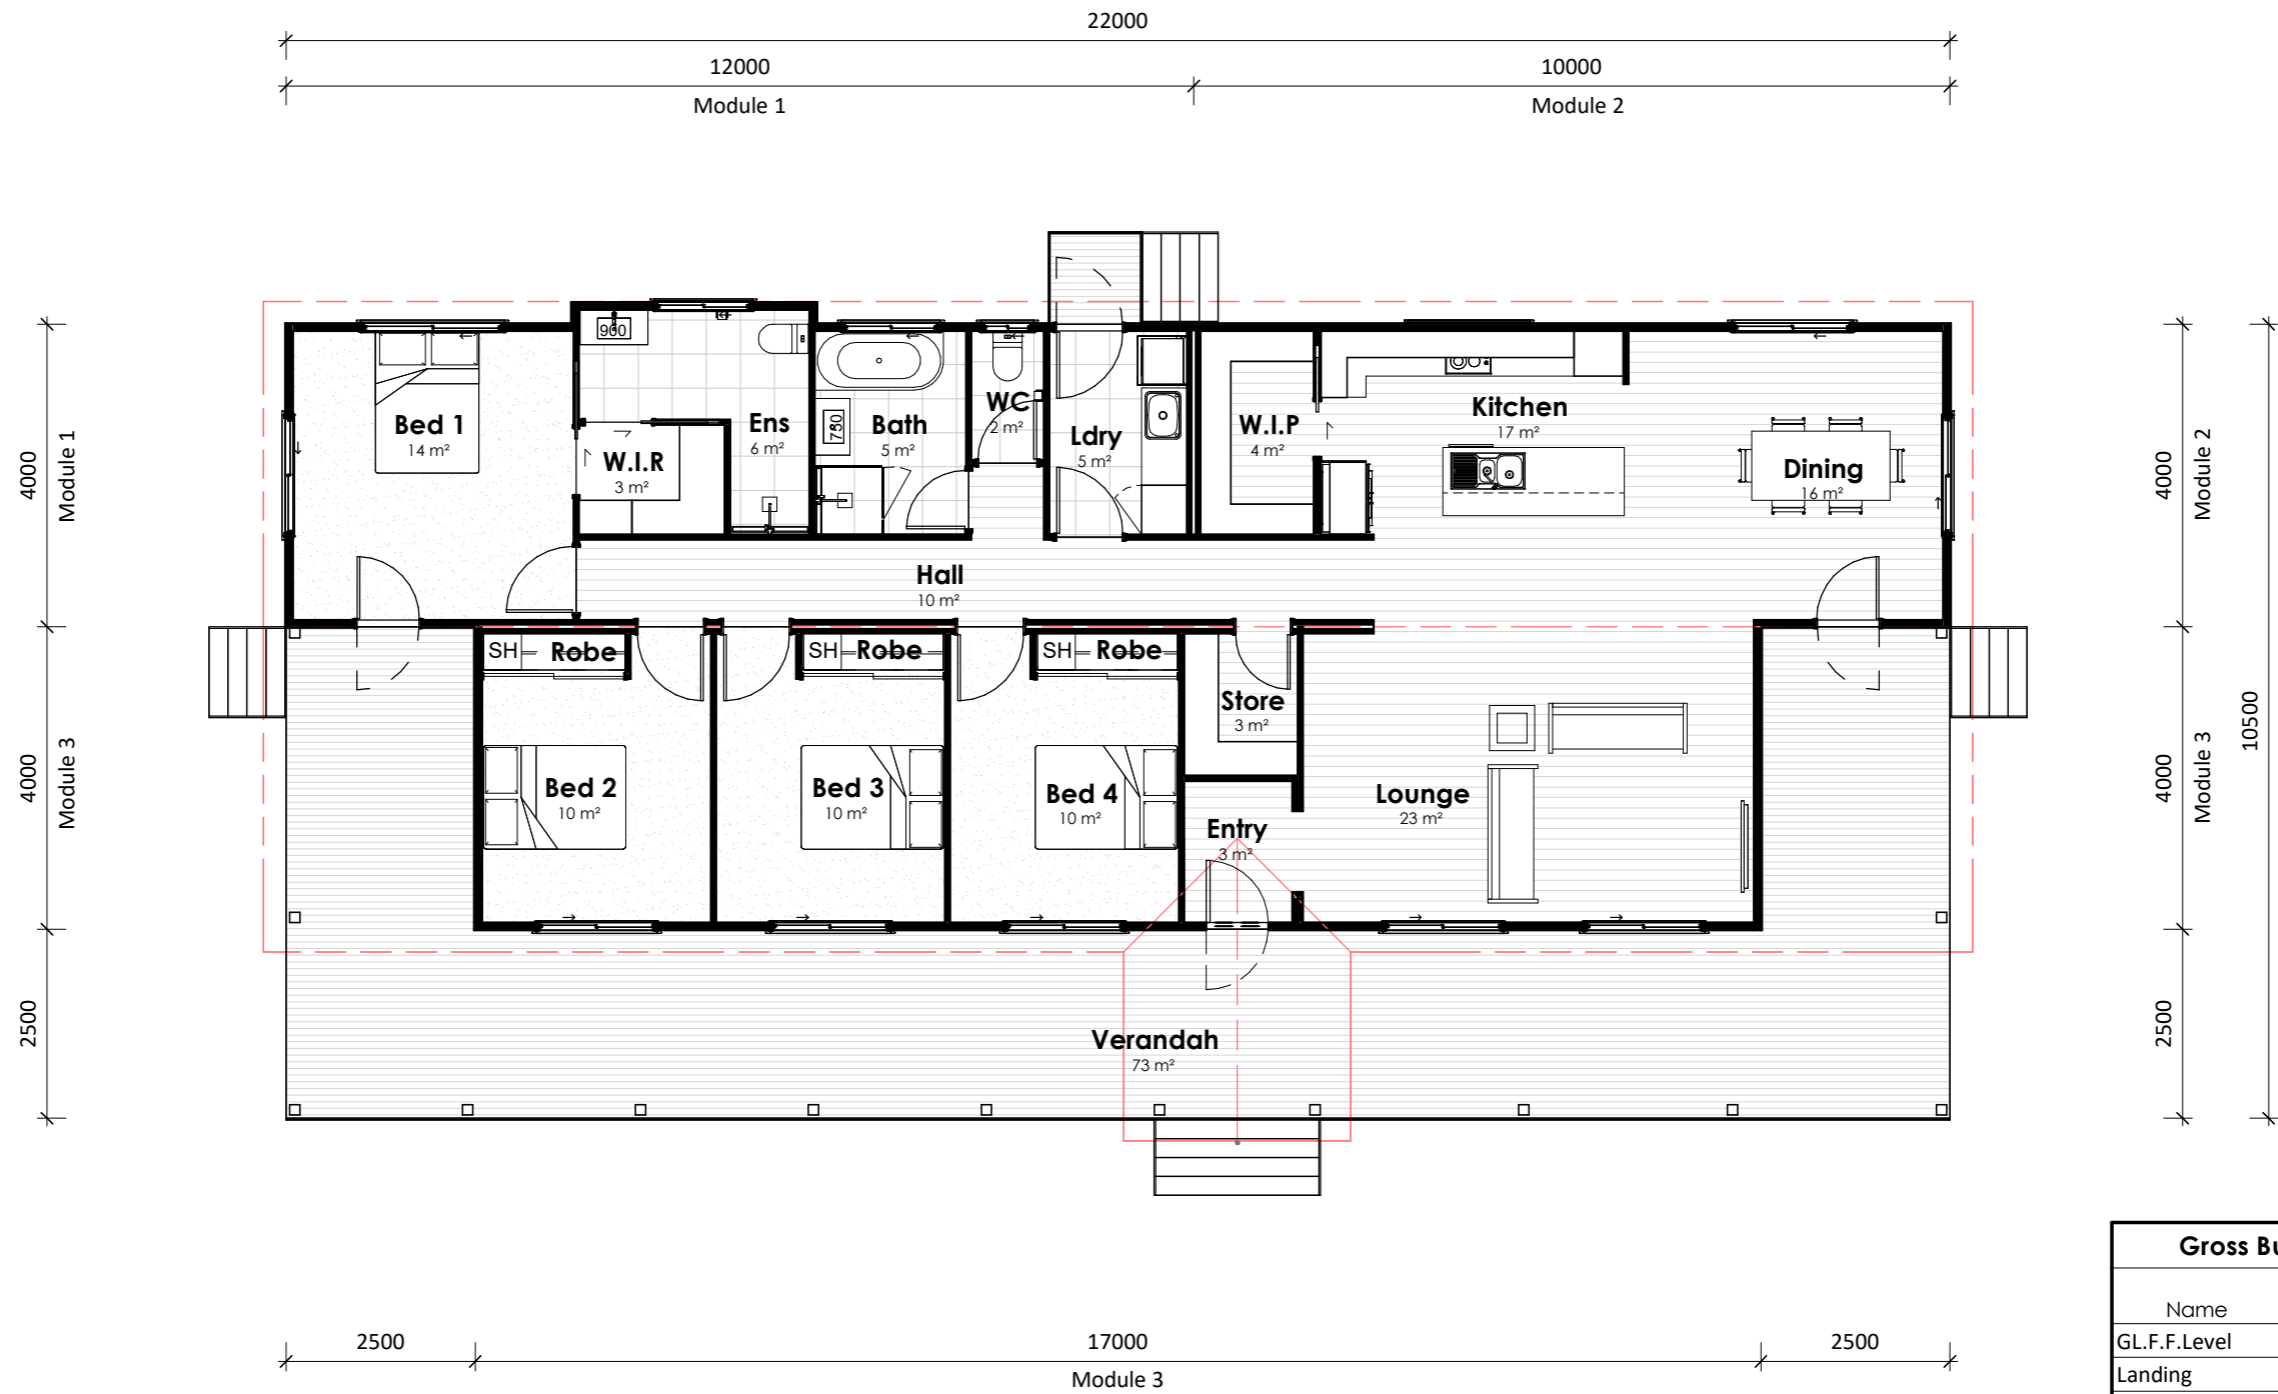 22000
12000
10000
Module 1
Module 2
4000
Module 1
4000
Module 3
2500
900
Bed 1
14 m²
W.I.R
3 m²
Ens
6 m²
750
Bath
5 m²
WC
2 m²
Ldry
5 m²
W.I.P
4 m²
Kitchen
17 m²
Dining
16 m²
Hall
10 m²
SH
Robe
SH
Robe
SH
Robe
Store
3 m²
Bed 2
10 m²
Bed 3
10 m²
Bed 4
10 m²
Entry
3 m²
Lounge
23 m²
Verandah
73 m²
4000
Module 2
4000
Module 3
2500
10500
2500
17000
2500
Module 3
Gross Bu
Name
GL.F.F.Level
Landing